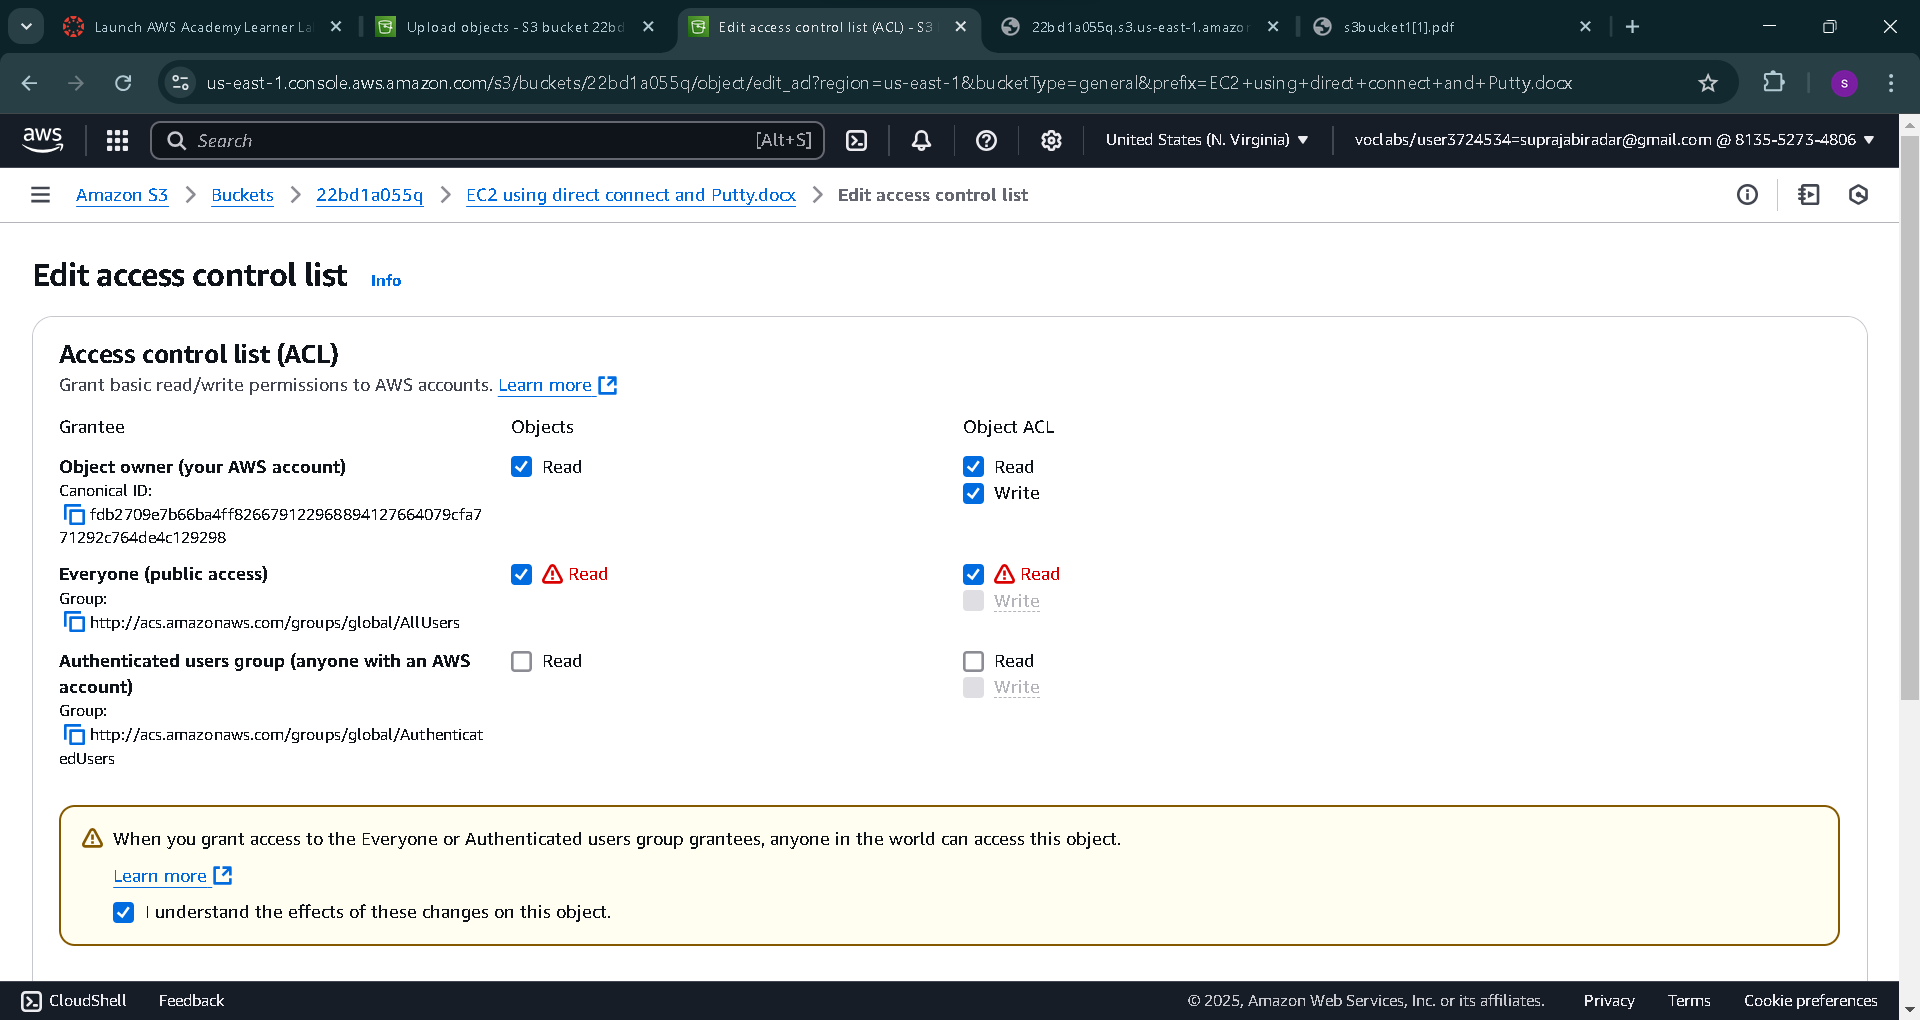 Launch AWS Academy Learner La
Upload objects - S3 bucket 22bd
Edit access control list (ACL) - S3
22bd1a055q.s3.us-east-1.amazor
s3bucket1[1].pdf
us-east-1.console.aws.amazon.com/s3/buckets/22bd1a055q/object/edit_acl?region=us-east-1&bucketType=general&prefix=EC2+using+direct+connect+and+Putty.docx
s
aws
Search
[Alt+S]
United States (N. Virginia)
voclabs/user3724534=suprajabiradar@gmail.com @ 8135-5273-4806
Amazon S3 > Buckets > 22bd1a055q > EC2 using direct connect and Putty.docx > Edit access control list
Edit access control list Info
Access control list (ACL)
Grant basic read/write permissions to AWS accounts. Learn more
Grantee Objects Object ACL
Object owner (your AWS account) Read Read
Canonical ID: Write
fdb2709e7b66ba4ff826679122968894127664079cfa7
71292c764de4c129298
Everyone (public access) Read Read
Group: Write
http://acs.amazonaws.com/groups/global/AllUsers
Authenticated users group (anyone with an AWS Read Read
account) Write
Group:
http://acs.amazonaws.com/groups/global/Authenticat
edUsers
When you grant access to the Everyone or Authenticated users group grantees, anyone in the world can access this object.
Learn more
I understand the effects of these changes on this object.
CloudShell Feedback © 2025, Amazon Web Services, Inc. or its affiliates. Privacy Terms Cookie preferences